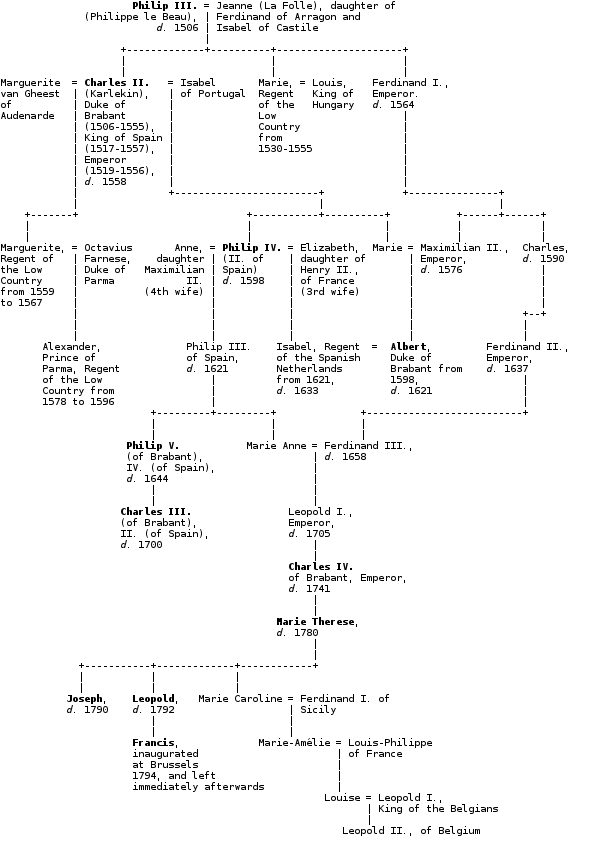 Philip III. = Jeanne (La Folle), daughter of
(Philippe le Beau), | Ferdinand of Arragon and
d. 1506 | Isabel of Castile
Marguerite = Charles II. = Isabel Marie, = Louis, Ferdinand I.,
van Gheest | (Karlekin), | of Portugal Regent King of Emperor.
of | Duke of | of the Hungary d. 1564
Audenarde | Brabant | Low
(1506-1555), Country
King of Spain from
(1517-1557), 1530-1555
Emperor
(1519-1556),
d. 1558
Marguerite, = Octavius Anne, = Philip IV. = Elizabeth, Marie = Maximilian II., Charles,
Regent of | Farnese, daughter | (II. of | daughter of | Emperor, d. 1590
the Low | Duke of Maximilian | Spain) | Henry II., | d. 1576
Country | Parma II. | d. 1598 | of France
from 1559 (4th wife) | (3rd wife)
to 1567
Alexander, Philip III. Isabel, Regent = Albert, Ferdinand II.,
Prince of of Spain, of the Spanish Duke of Emperor,
Parma, Regent d. 1621 Netherlands Brabant from d. 1637
of the Low from 1621, 1598,
Country from d. 1633 d. 1621
1578 to 1596
Philip V. Marie Anne = Ferdinand III.,
(of Brabant), | d. 1658
IV. (of Spain),
d. 1644
Charles III. Leopold I.,
(of Brabant), Emperor,
II. (of Spain), d. 1705
d. 1700
Charles IV.
of Brabant, Emperor,
d. 1741
Marie Therese,
d. 1780
Joseph, Leopold, Marie Caroline = Ferdinand I. of
d. 1790 d. 1792 | Sicily
Francis, Marie-Amélie = Louis-Philippe
inaugurated | of France
at Brussels
1794, and left
immediately afterwards
Louise = Leopold I.,
| King of the Belgians
Leopold II., of Belgium